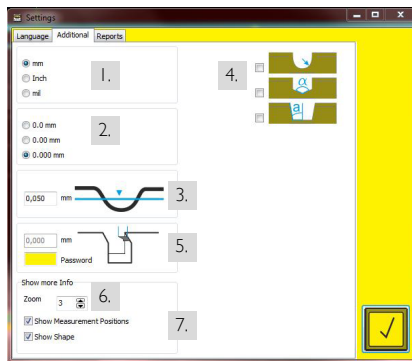 Settings
Language Additional Reports
mm
Inch
mil
1.
0.0 mm
0.00 mm
0.000 mm
2.
0,050 mm
3.
4.
α
a
0,000 mm
Password
5.
Show more Info
Zoom 3
6.
Show Measurement Positions
Show Shape
7.